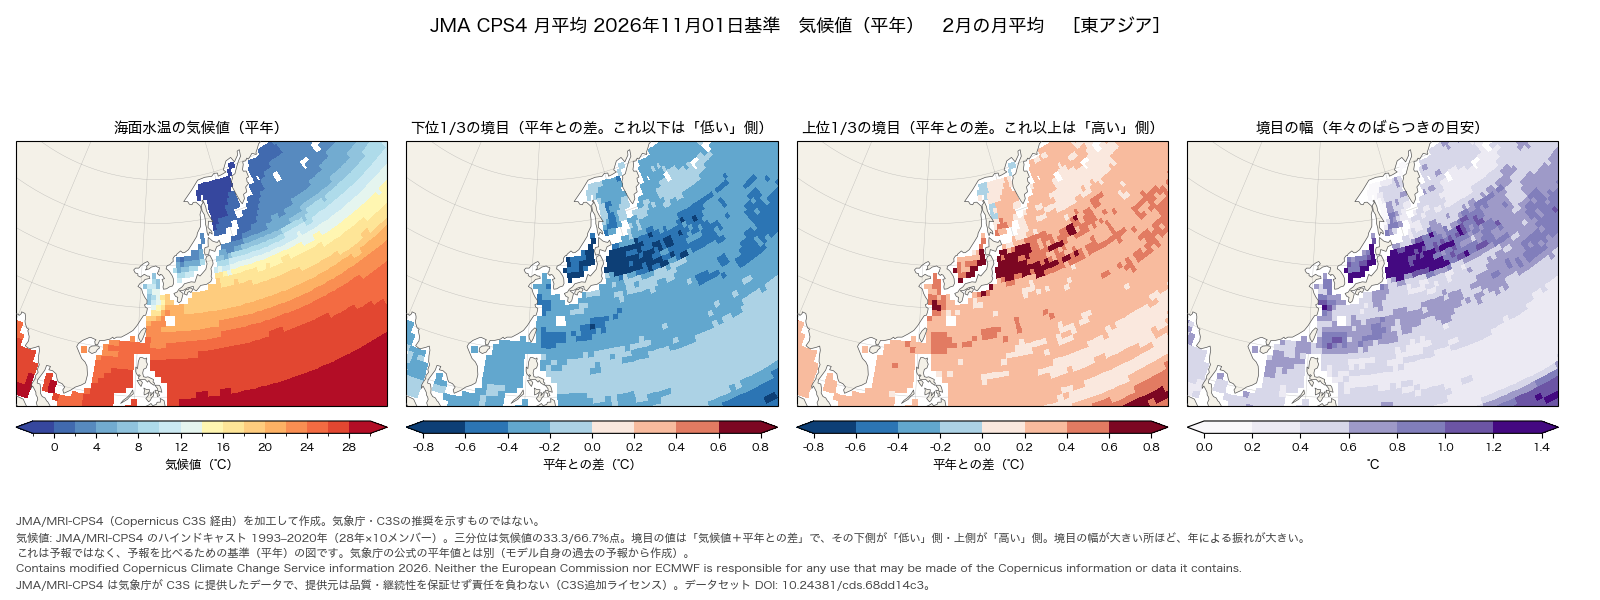 JMA CPS4 月平均 2026年11月01日基準　気候値（平年）　2月の月平均　［東アジア］
海面水温の気候値（平年）
下位1/3の境目（平年との差。これ以下は「低い」側）
上位1/3の境目（平年との差。これ以上は「高い」側）
境目の幅（年々のばらつきの目安）
0 4 8 12 16 20 24 28
気候値（℃）
-0.8 -0.6 -0.4 -0.2 0.0 0.2 0.4 0.6 0.8
平年との差（℃）
-0.8 -0.6 -0.4 -0.2 0.0 0.2 0.4 0.6 0.8
平年との差（℃）
0.0 0.2 0.4 0.6 0.8 1.0 1.2 1.4
℃
JMA/MRI-CPS4（Copernicus C3S 経由）を加工して作成。気象庁・C3Sの推奨を示すものではない。
気候値: JMA/MRI-CPS4 のハインドキャスト 1993–2020年（28年×10メンバー）。三分位は気候値の33.3/66.7%点。境目の値は「気候値＋平年との差」で、その下側が「低い」側・上側が「高い」側。境目の幅が大きい所ほど、年による振れが大きい。
これは予報ではなく、予報を比べるための基準（平年）の図です。気象庁の公式の平年値とは別（モデル自身の過去の予報から作成）。
Contains modified Copernicus Climate Change Service information 2026. Neither the European Commission nor ECMWF is responsible for any use that may be made of the Copernicus information or data it contains.
JMA/MRI-CPS4 は気象庁が C3S に提供したデータで、提供元は品質・継続性を保証せず責任を負わない（C3S追加ライセンス）。データセット DOI: 10.24381/cds.68dd14c3。